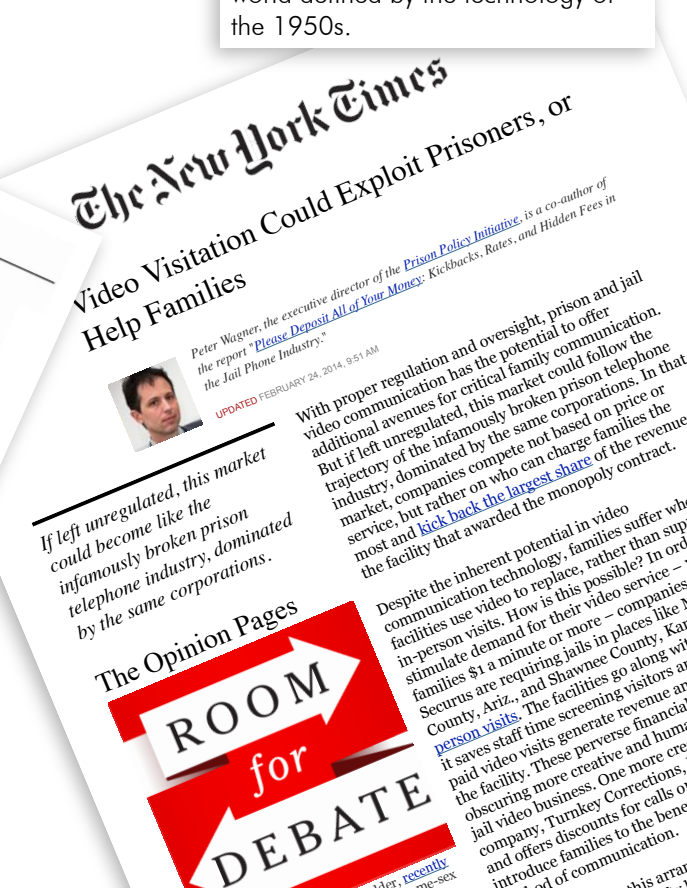 the 1950s.
The New York Times
Video Visitation Could Exploit Prisoners, or
Help Families
Peter Wagner, the executive director of the Prison Policy Initiative, is a co-author of
the report "Please Deposit All of Your Money: Kickbacks, Rates, and Hidden Fees in
the Jail Phone Industry."
UPDATED FEBRUARY 24, 2014, 9:51 AM
With proper regulation and oversight, prison and jail
video communication has the potential to offer
additional avenues for critical family communication.
But if left unregulated, this market could follow the
trajectory of the infamously broken prison telephone
industry, dominated by the same corporations. In that
market, companies compete not based on price or
service, but rather on who can charge families the
most and kick back the largest share of the revenue
the facility that awarded the monopoly contract.
If left unregulated, this market
could become like the
infamously broken prison
telephone industry, dominated
by the same corporations.
Despite the inherent potential in video
communication technology, families suffer
facilities use video to replace, rather than
in-person visits. How is this possible? In
stimulate demand for their video service –
families $1 a minute or more – companies
Securus are requiring jails in places like
County, Ariz., and Shawnee County,
person visits. The facilities go along
it saves staff time screening visitors
paid video visits generate revenue
the facility. These perverse financial
obscuring more creative and
jail video business. One more
company, Turnkey Corrections,
and offers discounts for calls
introduce families to the
of communication.
this
The Opinion Pages
ROOM
for
DEBATE
recently